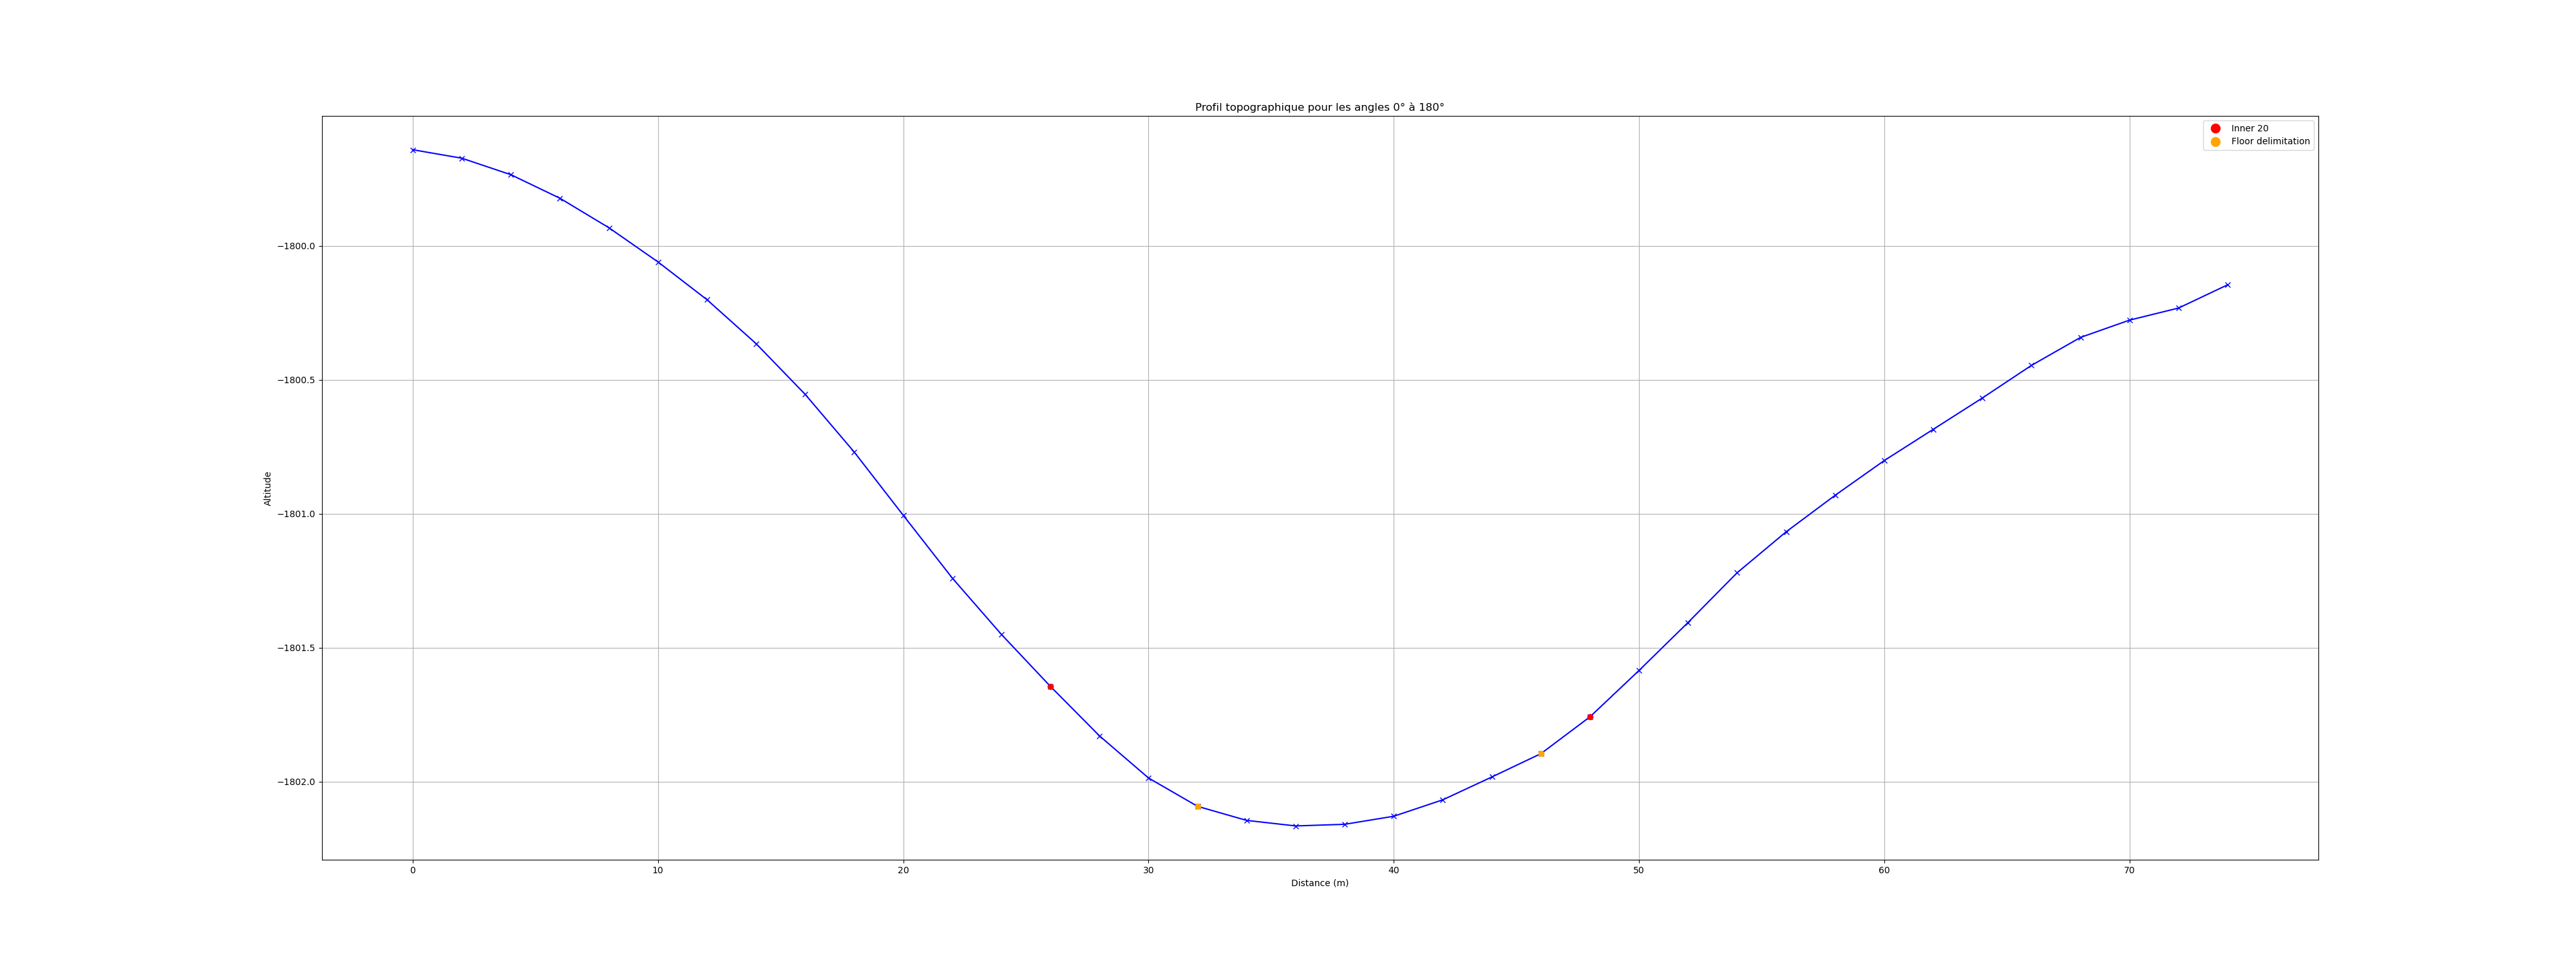 Profil topographique pour les angles 0° à 180°
Inner 20
Floor delimitation
Altitude
−1800.0
−1800.5
−1801.0
−1801.5
−1802.0
0 10 20 30 40 50 60 70
Distance (m)